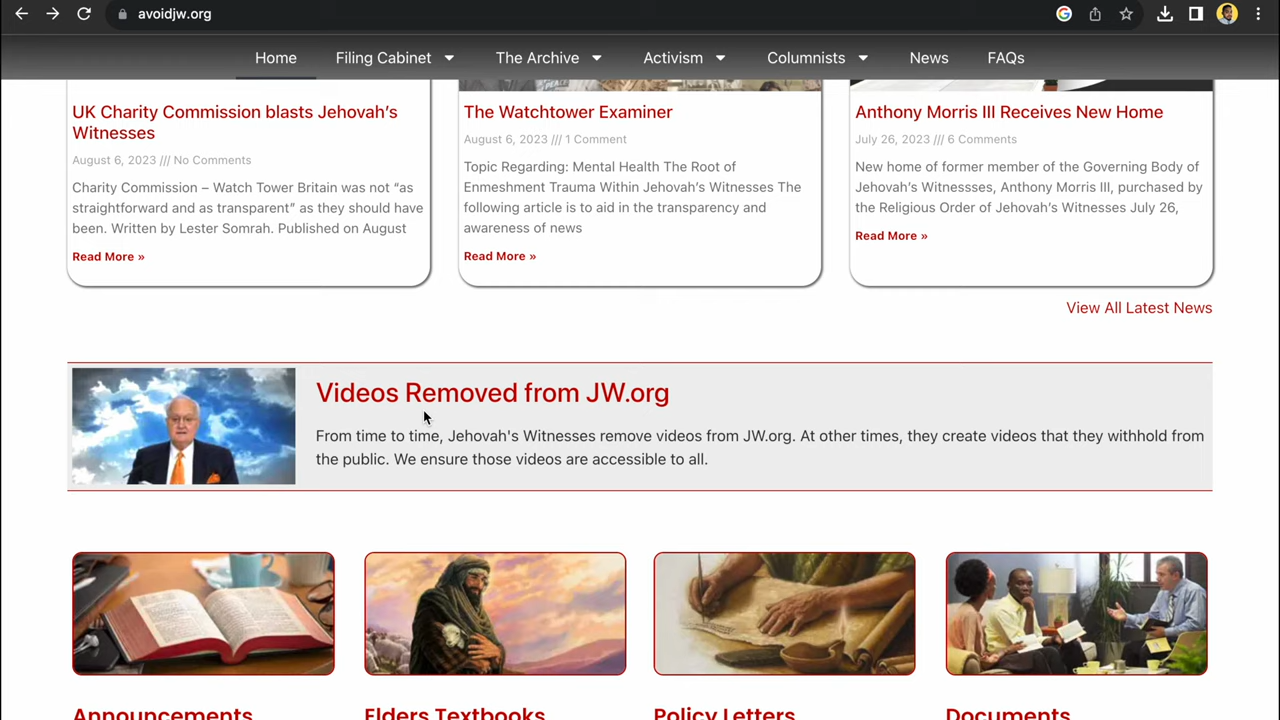 avoidjw.org
Home Filing Cabinet The Archive Activism Columnists News FAQs
UK Charity Commission blasts Jehovah's
Witnesses
August 6, 2023 /// No Comments
Charity Commission – Watch Tower Britain was not “as
straightforward and as transparent” as they should have
been. Written by Lester Somrah. Published on August
Read More »
The Watchtower Examiner
August 6, 2023 /// 1 Comment
Topic Regarding: Mental Health The Root of
Enmeshment Trauma Within Jehovah’s Witnesses The
following article is to aid in the transparency and
awareness of news
Read More »
Anthony Morris III Receives New Home
July 26, 2023 /// 6 Comments
New home of former member of the Governing Body of
Jehovah’s Witnessses, Anthony Morris III, purchased by
the Religious Order of Jehovah’s Witnesses July 26,
Read More »
View All Latest News
Videos Removed from JW.org
From time to time, Jehovah's Witnesses remove videos from JW.org. At other times, they create videos that they withhold from
the public. We ensure those videos are accessible to all.
Announcements Elders Textbooks Policy Letters Documents